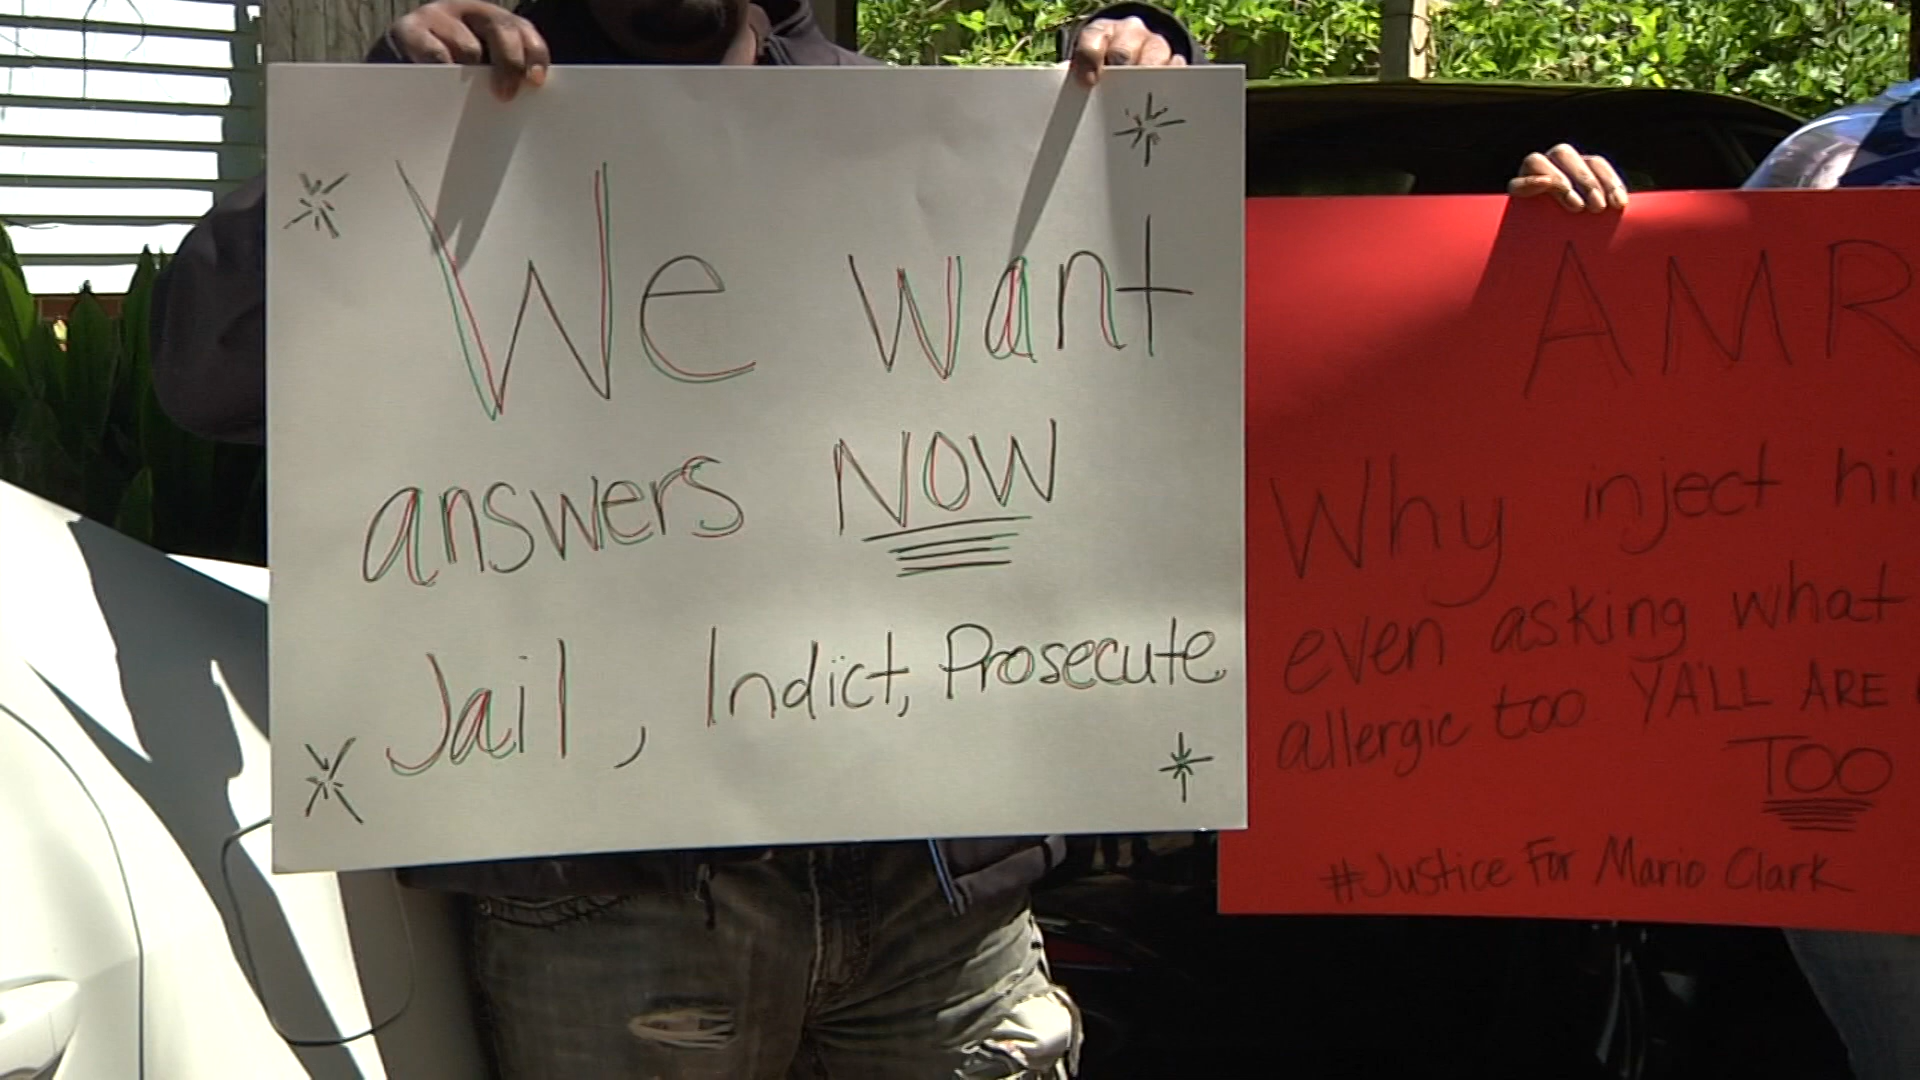 We want
answers NOW
Jail, Indict, Prosecute
AMR
Why inject
even asking what
allergic too YA'LL ARE
TOO
#Justice For Mario Clark